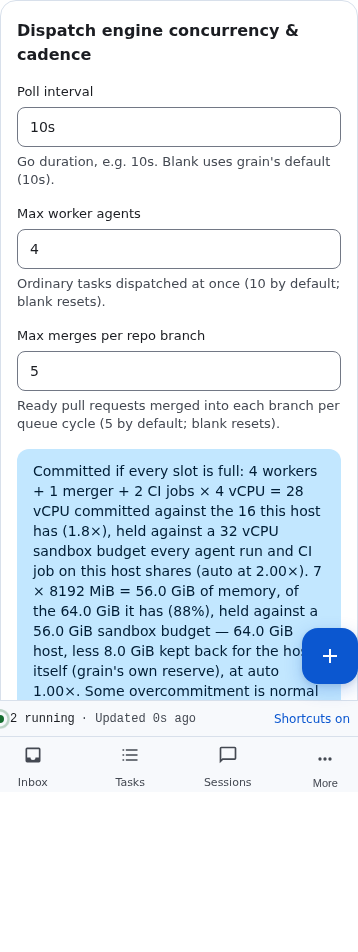 Dispatch engine concurrency &
cadence
Poll interval
10s
Go duration, e.g. 10s. Blank uses grain's default
(10s).
Max worker agents
4
Ordinary tasks dispatched at once (10 by default;
blank resets).
Max merges per repo branch
5
Ready pull requests merged into each branch per
queue cycle (5 by default; blank resets).
Committed if every slot is full: 4 workers
+ 1 merger + 2 CI jobs × 4 vCPU = 28
vCPU committed against the 16 this host
has (1.8×), held against a 32 vCPU
sandbox budget every agent run and CI
job on this host shares (auto at 2.00×). 7
× 8192 MiB = 56.0 GiB of memory, of
the 64.0 GiB it has (88%), held against a
56.0 GiB sandbox budget — 64.0 GiB
host, less 8.0 GiB kept back for the
itself (grain's own reserve), at auto
1.00×. Some overcommitment is normal
2 running · Updated 0s ago
Shortcuts on
Inbox
Tasks
Sessions
More